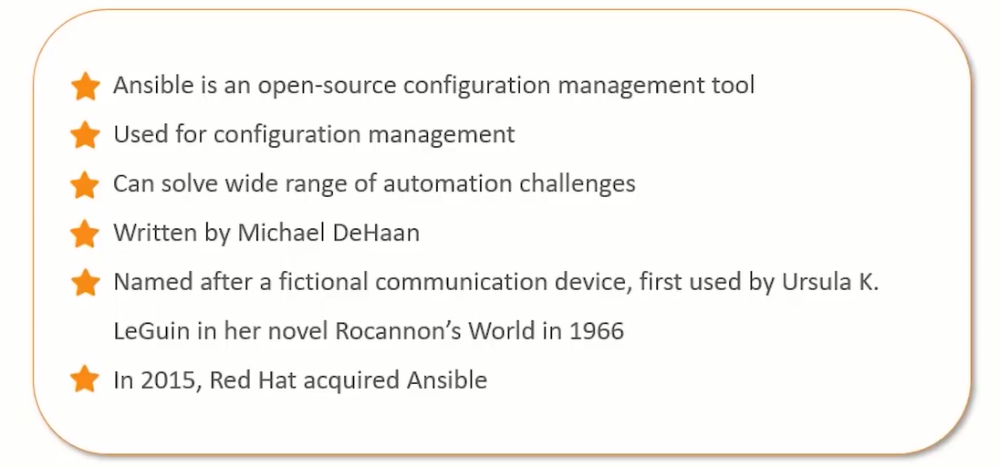 Ansible is an open-source configuration management tool
Used for configuration management
Can solve wide range of automation challenges
Written by Michael DeHaan
Named after a fictional communication device, first used by Ursula K.
LeGuin in her novel Rocannon’s World in 1966
In 2015, Red Hat acquired Ansible